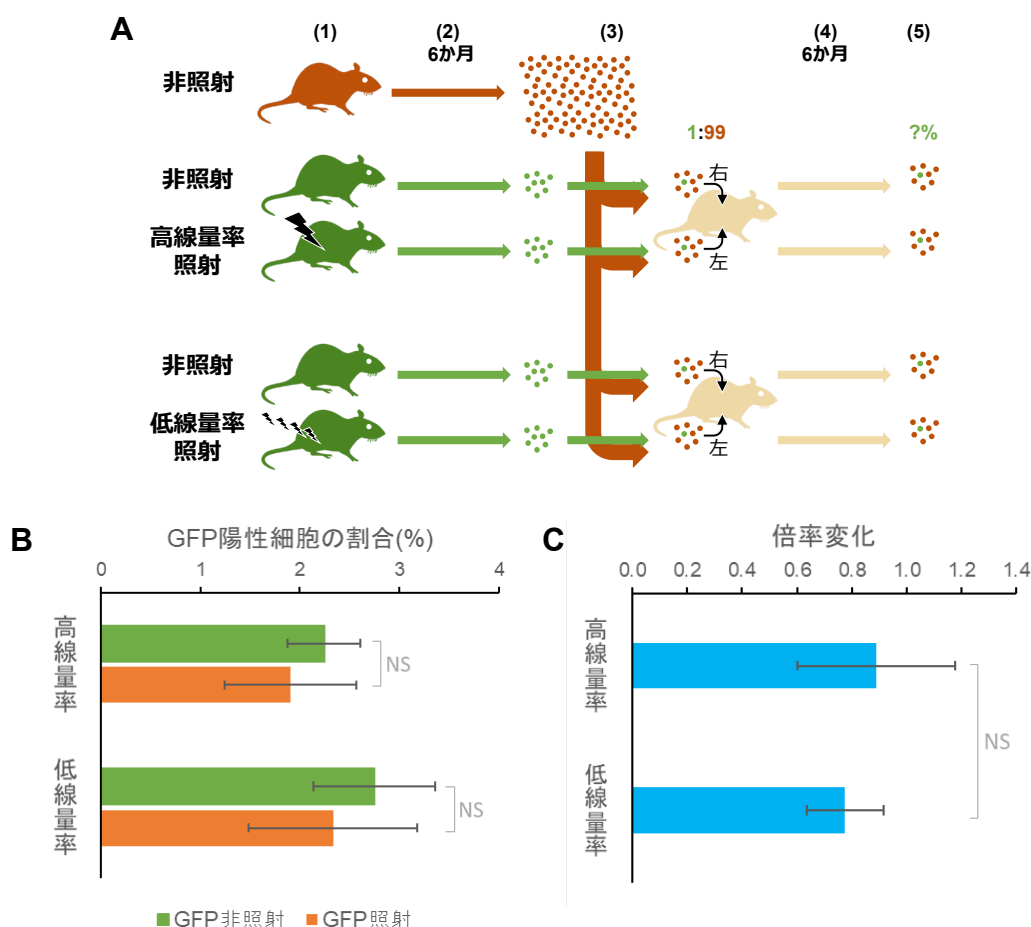 A
(1)
(2)
6か月
(3)
(4)
6か月
(5)
非照射
1:99
?%
非照射
右
高線量率
照射
左
非照射
右
低線量率
照射
左
B
GFP陽性細胞の割合(%)
0 1 2 3 4
高線量率
NS
低線量率
NS
GFP非照射 GFP照射
C
倍率変化
0.0 0.2 0.4 0.6 0.8 1.0 1.2 1.4
高線量率
NS
低線量率